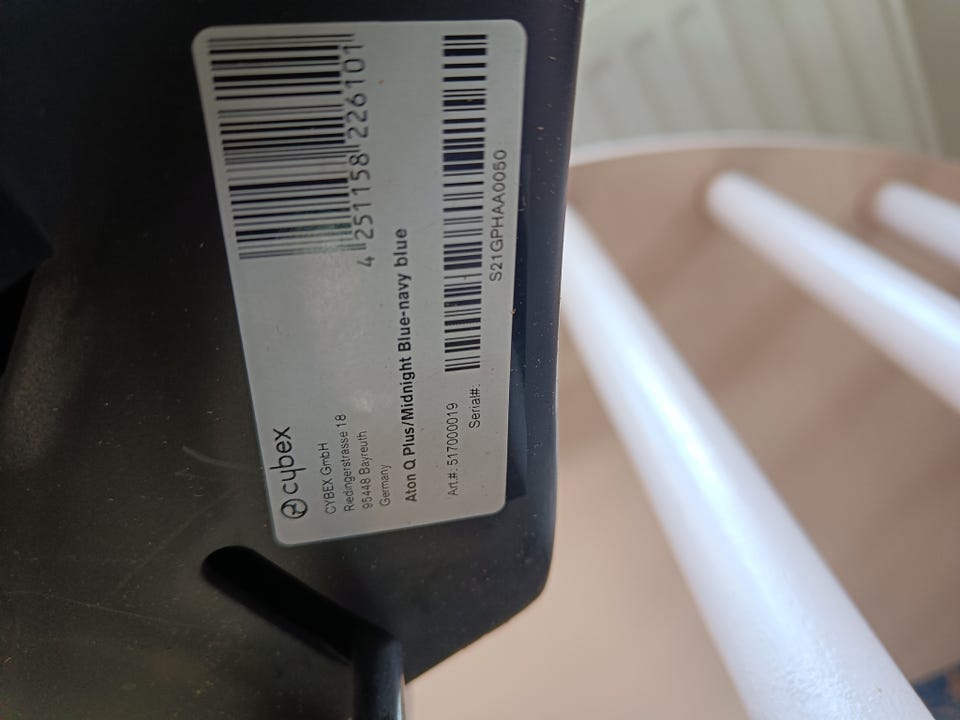 cybex
CYBEX GmbH
Riedingerstrasse 18
95448 Bayreuth
Germany
4 251158 226101
Aton Q Plus/Midnight Blue-navy blue
Art.#: 517000019
Serial#:
S21GPHAA0050